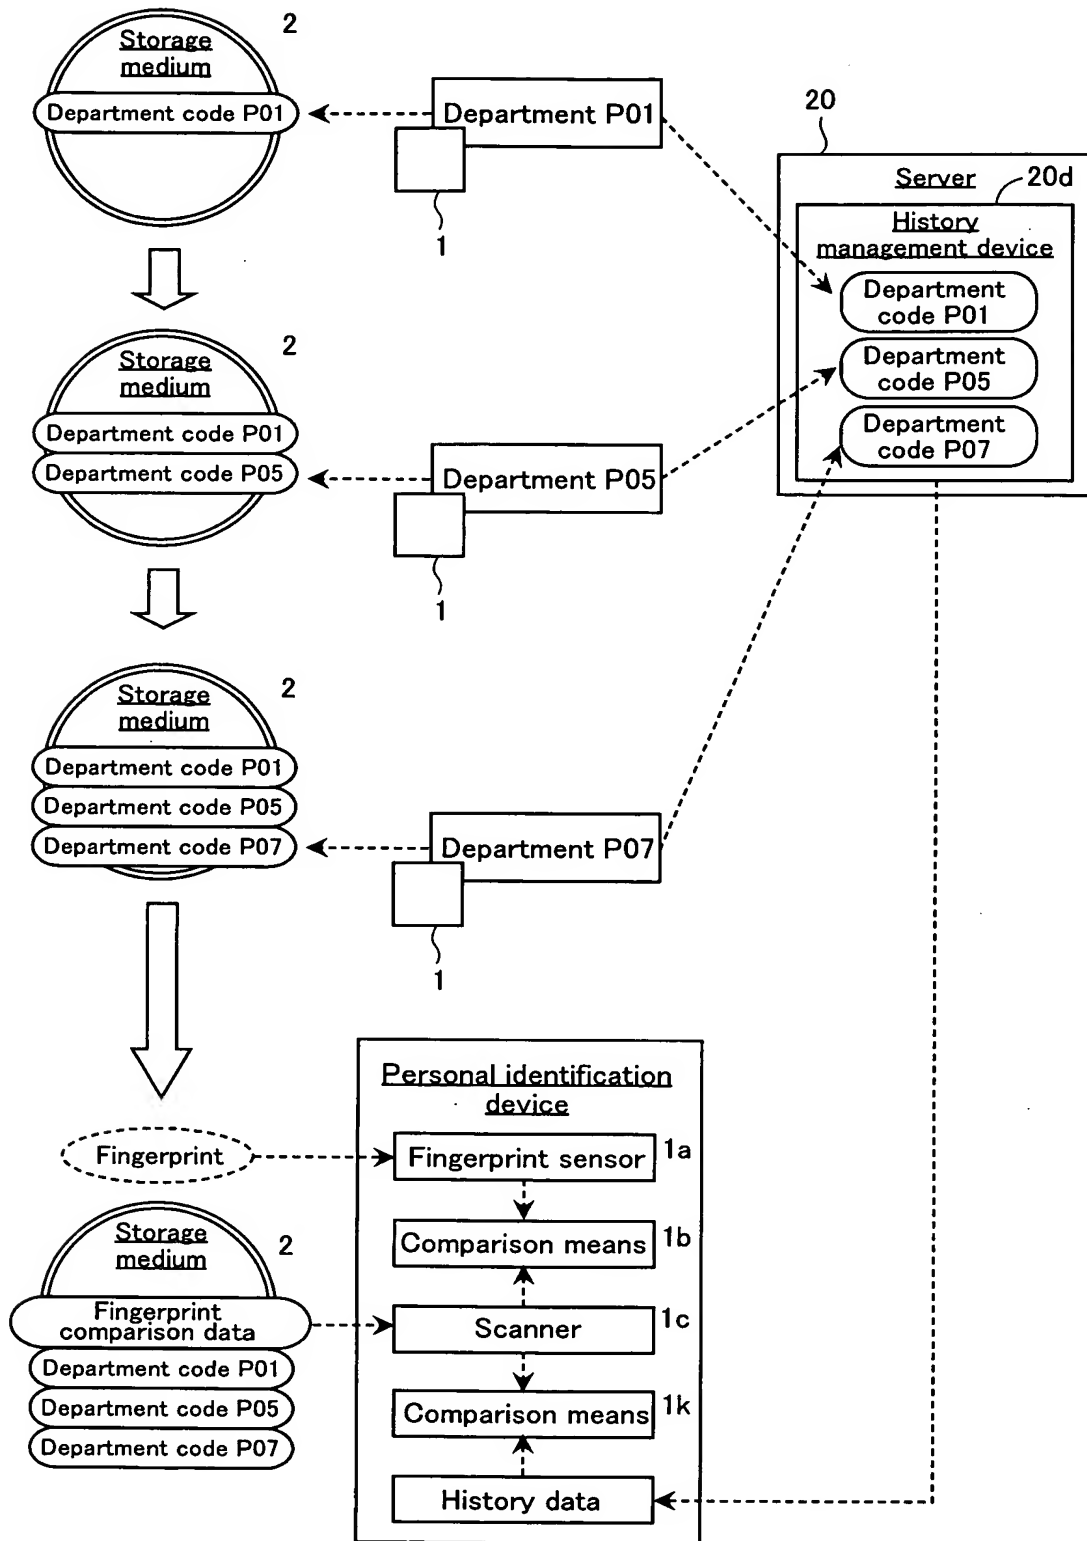 2
Storage
medium
Department code P01
Department P01
1
20
Server
20d
History
management device
Department
code P01
Department
code P05
Department
code P07
2
Storage
medium
Department code P01
Department code P05
Department P05
1
2
Storage
medium
Department code P01
Department code P05
Department code P07
Department P07
1
Personal identification
device
Fingerprint
Fingerprint sensor
1a
Comparison means
1b
2
Storage
medium
Fingerprint
comparison data
Scanner
1c
Department code P01
Department code P05
Department code P07
Comparison means
1k
History data